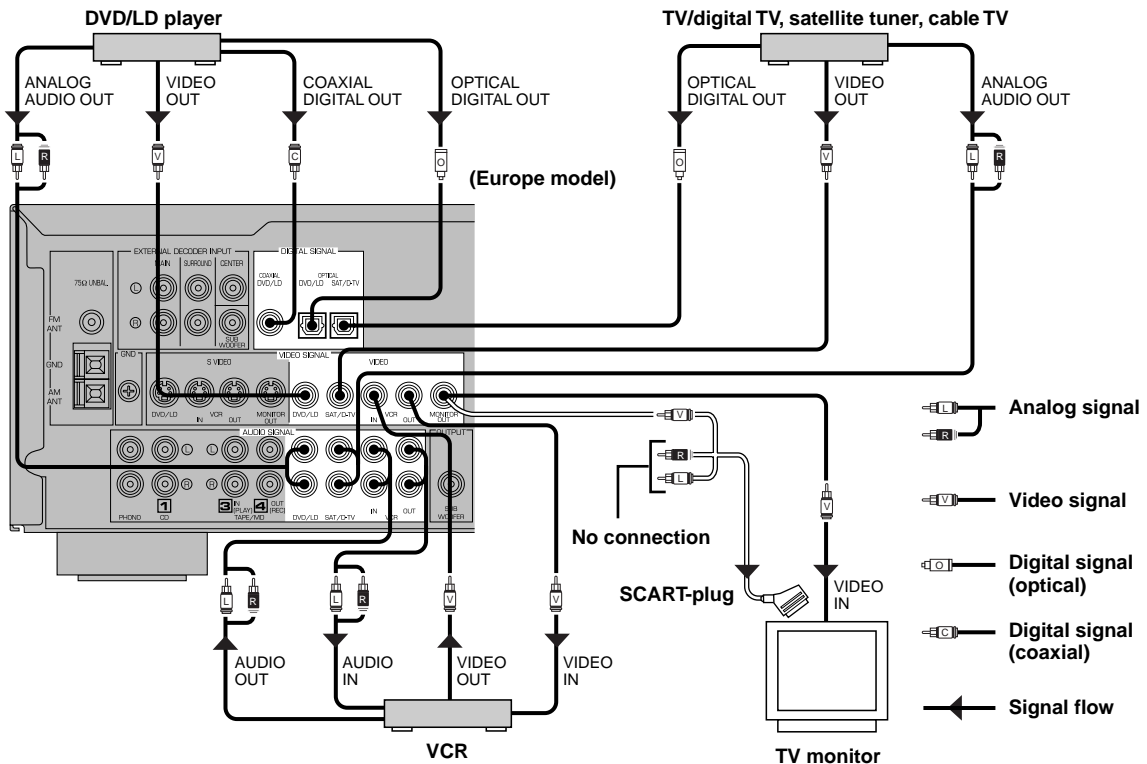 DVD/LD player
TV/digital TV, satellite tuner, cable TV
ANALOG
AUDIO OUT
VIDEO
OUT
COAXIAL
DIGITAL OUT
OPTICAL
DIGITAL OUT
OPTICAL
DIGITAL OUT
VIDEO
OUT
ANALOG
AUDIO OUT
L
R
V
C
O
O
V
L
R
(Europe model)
EXTERNAL DECODER INPUT
MAIN
SURROUND
CENTER
L
R
SUB
WOOFER
DIGITAL SIGNAL
COAXIAL
DVD/LD
OPTICAL
DVD/LD
SAT/D-TV
75Ω UNBAL.
FM
ANT
GND
AM
ANT
GND
VIDEO SIGNAL
S VIDEO
VIDEO
DVD/LD
IN
VCR
OUT
MONITOR
OUT
DVD/LD
SAT/D-TV
IN
VCR
OUT
MONITOR
OUT
AUDIO SIGNAL
OUTPUT
L
L
R
R
PHONO
1
CD
3
IN
(PLAY)
4
OUT
(REC)
TAPE/MD
DVD/LD
SAT/D-TV
IN
VCR
OUT
SUB
WOOFER
V
R
L
No connection
SCART-plug
V
VIDEO
IN
TV monitor
L
R
L
R
V
V
AUDIO
OUT
AUDIO
IN
VIDEO
OUT
VIDEO
IN
VCR
L
R
Analog signal
V
Video signal
O
Digital signal
(optical)
C
Digital signal
(coaxial)
Signal flow